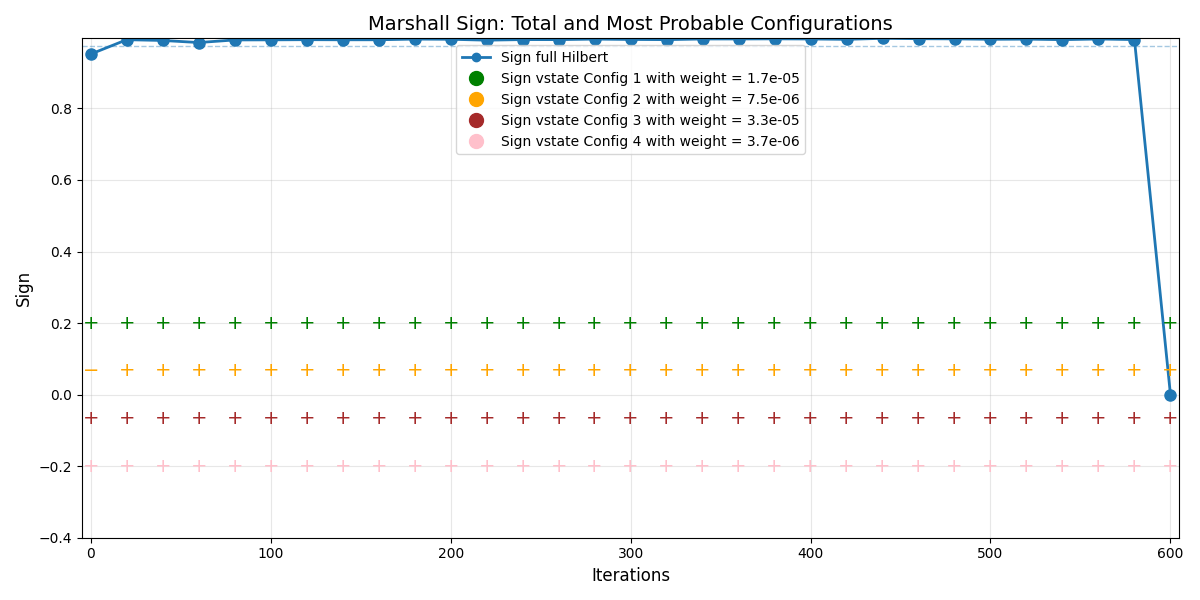 Marshall Sign: Total and Most Probable Configurations
Sign full Hilbert
Sign vstate Config 1 with weight = 1.7e-05
Sign vstate Config 2 with weight = 7.5e-06
Sign vstate Config 3 with weight = 3.3e-05
Sign vstate Config 4 with weight = 3.7e-06
Sign
0.8
0.6
0.4
0.2
0.0
−0.2
−0.4
0 100 200 300 400 500 600
Iterations